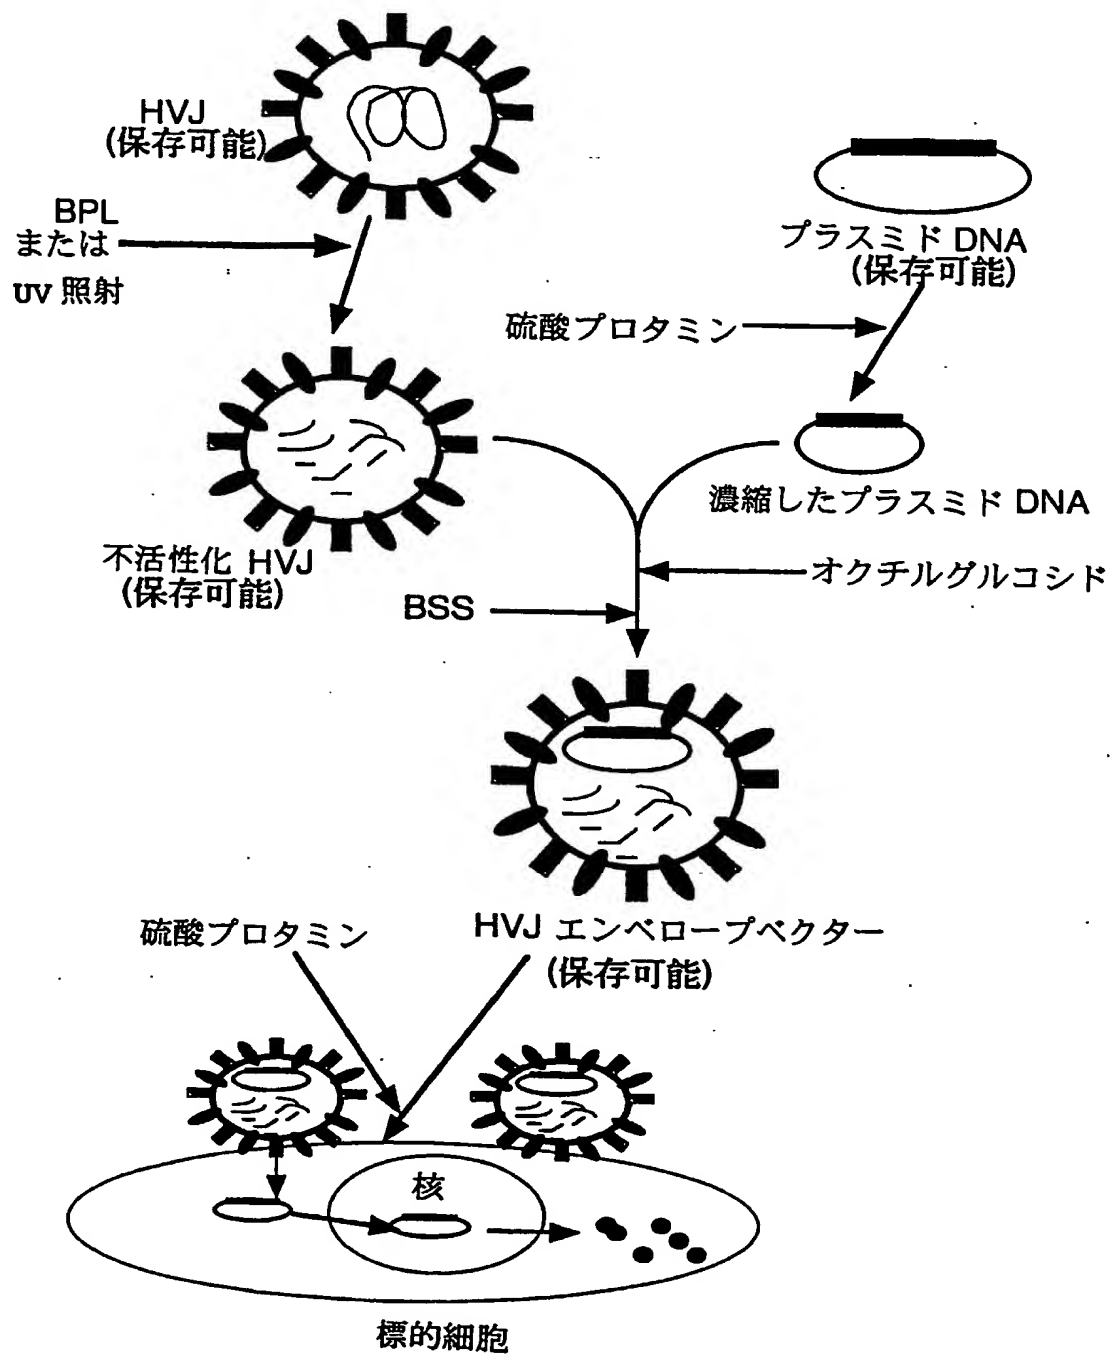 HVJ
(保存可能)
BPL
または
UV 照射
プラスミド DNA
(保存可能)
硫酸プロタミン
濃縮したプラスミド DNA
不活性化 HVJ
(保存可能)
オクチルグルコシド
BSS
硫酸プロタミン
HVJ エンベロープベクター
(保存可能)
核
標的細胞